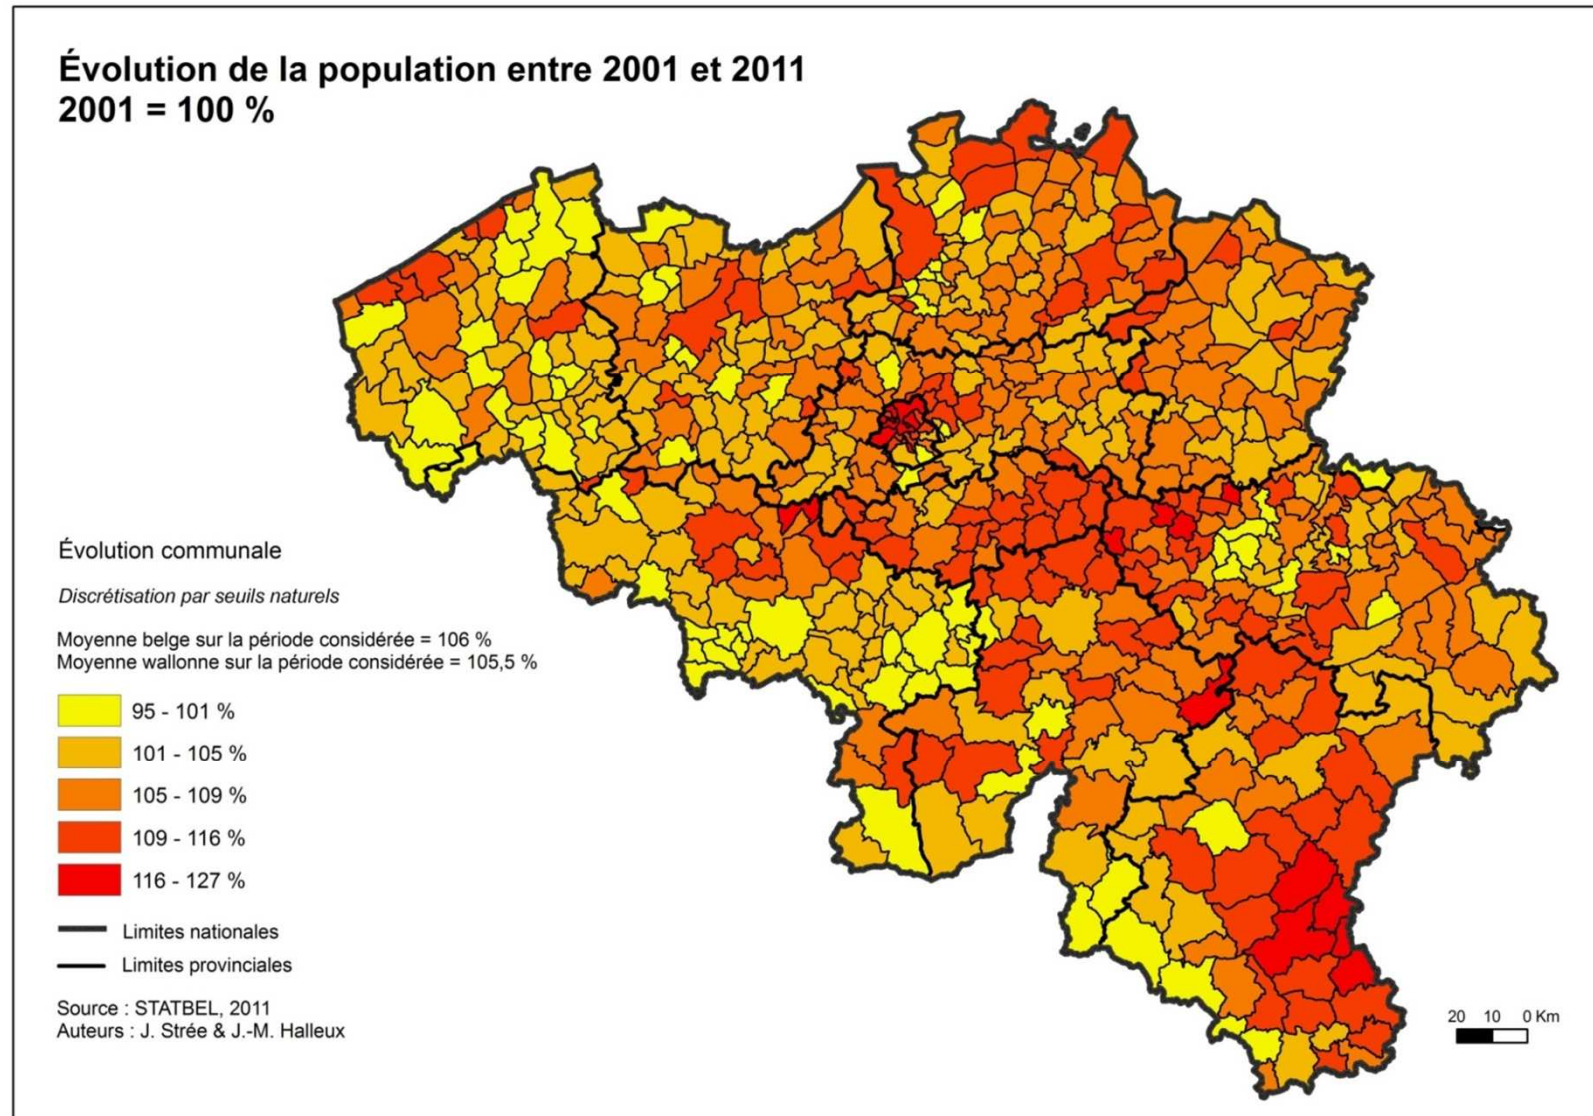 Évolution de la population entre 2001 et 2011
2001 = 100 %
Évolution communale
Discrétisation par seuils naturels
Moyenne belge sur la période considérée = 106 %
Moyenne wallonne sur la période considérée = 105,5 %
95 - 101 %
101 - 105 %
105 - 109 %
109 - 116 %
116 - 127 %
Limites nationales
Limites provinciales
Source : STATBEL, 2011
Auteurs : J. Strée & J.-M. Halleux
20 10 0 Km